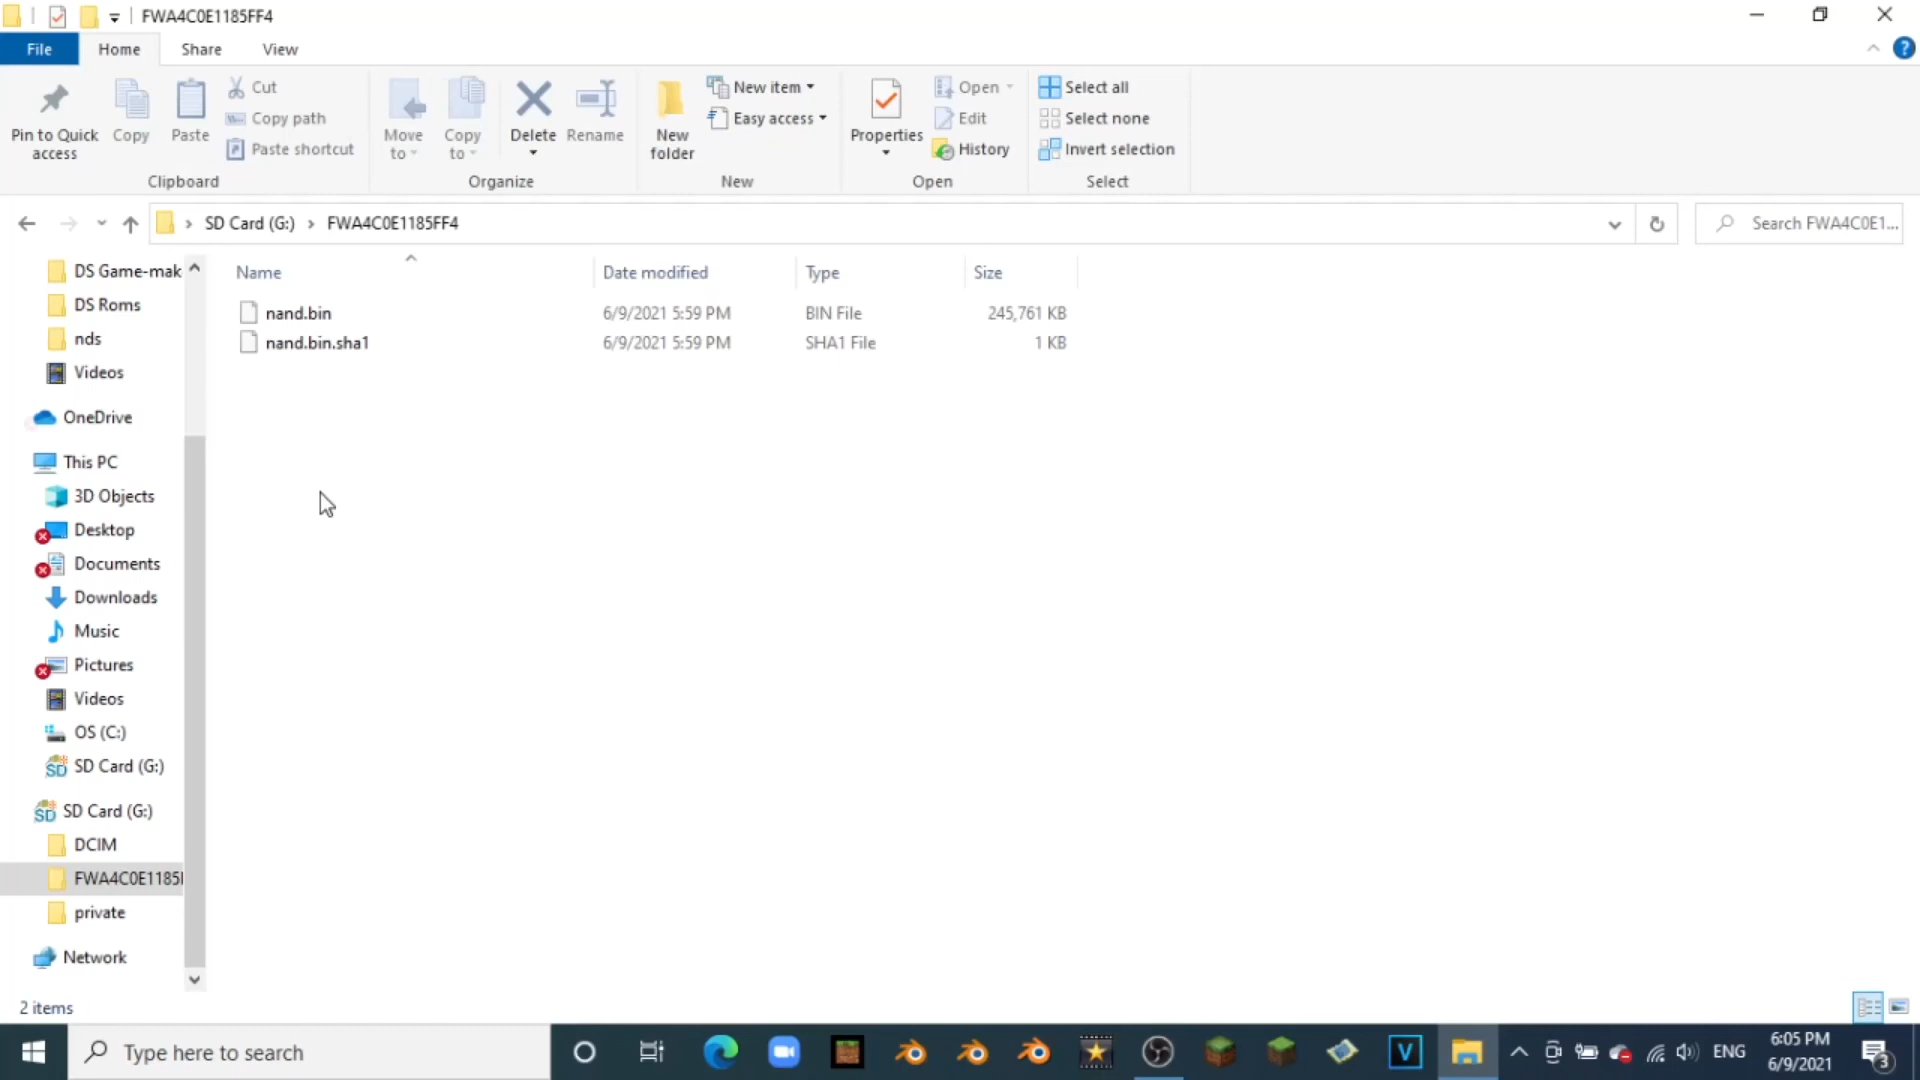 FWA4C0E1185FF4
File Home Share View
Pin to Quick access
Copy
Paste
Cut
Copy path
Paste shortcut
Clipboard
Move to
Copy to
Delete
Rename
Organize
New folder
New item
Easy access
New
Properties
Open
Edit
History
Open
Select all
Select none
Invert selection
Select
SD Card (G:) › FWA4C0E1185FF4
Search FWA4C0E1...
Name Date modified Type Size
nand.bin 6/9/2021 5:59 PM BIN File 245,761 KB
nand.bin.sha1 6/9/2021 5:59 PM SHA1 File 1 KB
DS Game-mak
DS Roms
nds
Videos
OneDrive
This PC
3D Objects
Desktop
Documents
Downloads
Music
Pictures
Videos
OS (C:)
SD Card (G:)
SD Card (G:)
DCIM
FWA4C0E1185
private
Network
2 items
Type here to search
ENG
6:05 PM
6/9/2021
3